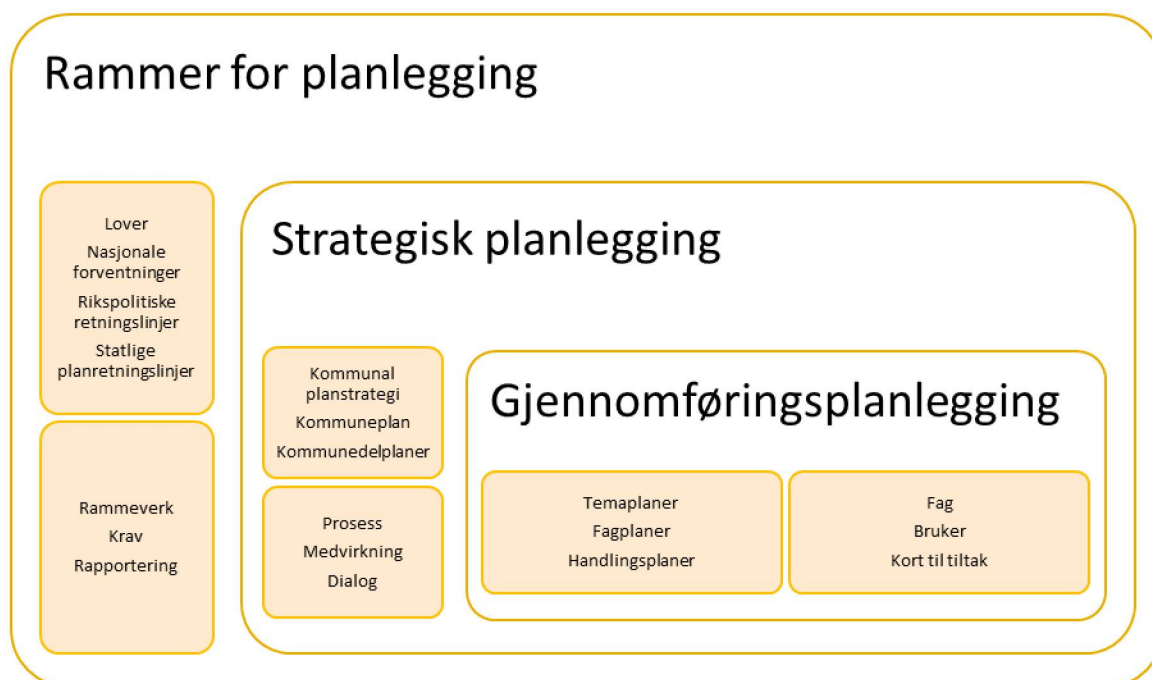 Rammer for planlegging
Lover
Nasjonale
forventninger
Rikspolitiske
retningslinjer
Statlige
planretningslinjer
Rammeverk
Krav
Rapportering
Strategisk planlegging
Kommunal
planstrategi
Kommuneplan
Kommunedelplaner
Prosess
Medvirkning
Dialog
Gjennomføringsplanlegging
Temaplaner
Fagplaner
Handlingsplaner
Fag
Bruker
Kort til tiltak